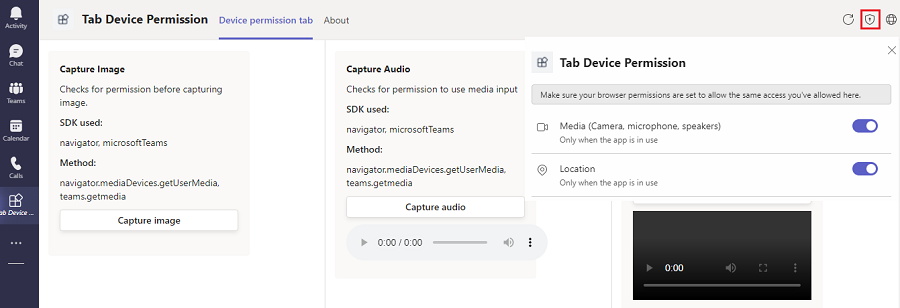 Activity
Chat
Teams
Calendar
Calls
ab Device ...
Tab Device Permission
Device permission tab
About
Capture Image
Checks for permission before capturing
image.
SDK used:
navigator, microsoftTeams
Method:
navigator.mediaDevices.getUserMedia,
teams.getmedia
Capture image
Capture Audio
Checks for permission to use media input
SDK used:
navigator, microsoftTeams
Method:
navigator.mediaDevices.getUserMedia,
teams.getmedia
Capture audio
0:00 / 0:00
Tab Device Permission
Make sure your browser permissions are set to allow the same access you've allowed here.
Media (Camera, microphone, speakers)
Only when the app is in use
Location
Only when the app is in use
0:00